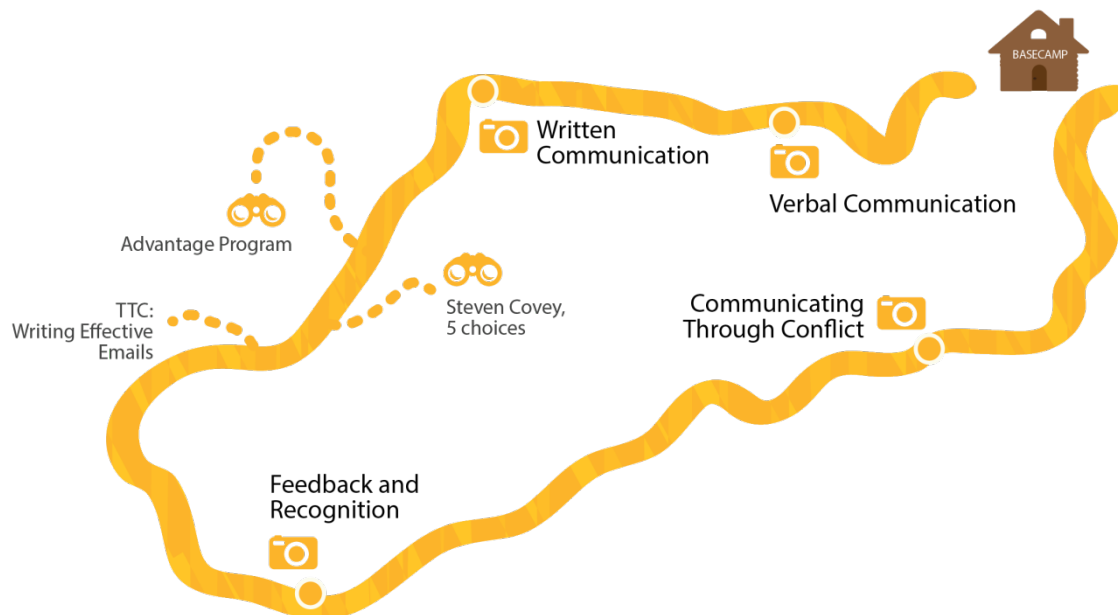 BASECAMP
Written
Communication
Verbal Communication
Advantage Program
Steven Covey,
5 choices
TTC:
Writing Effective
Emails
Communicating
Through Conflict
Feedback and
Recognition